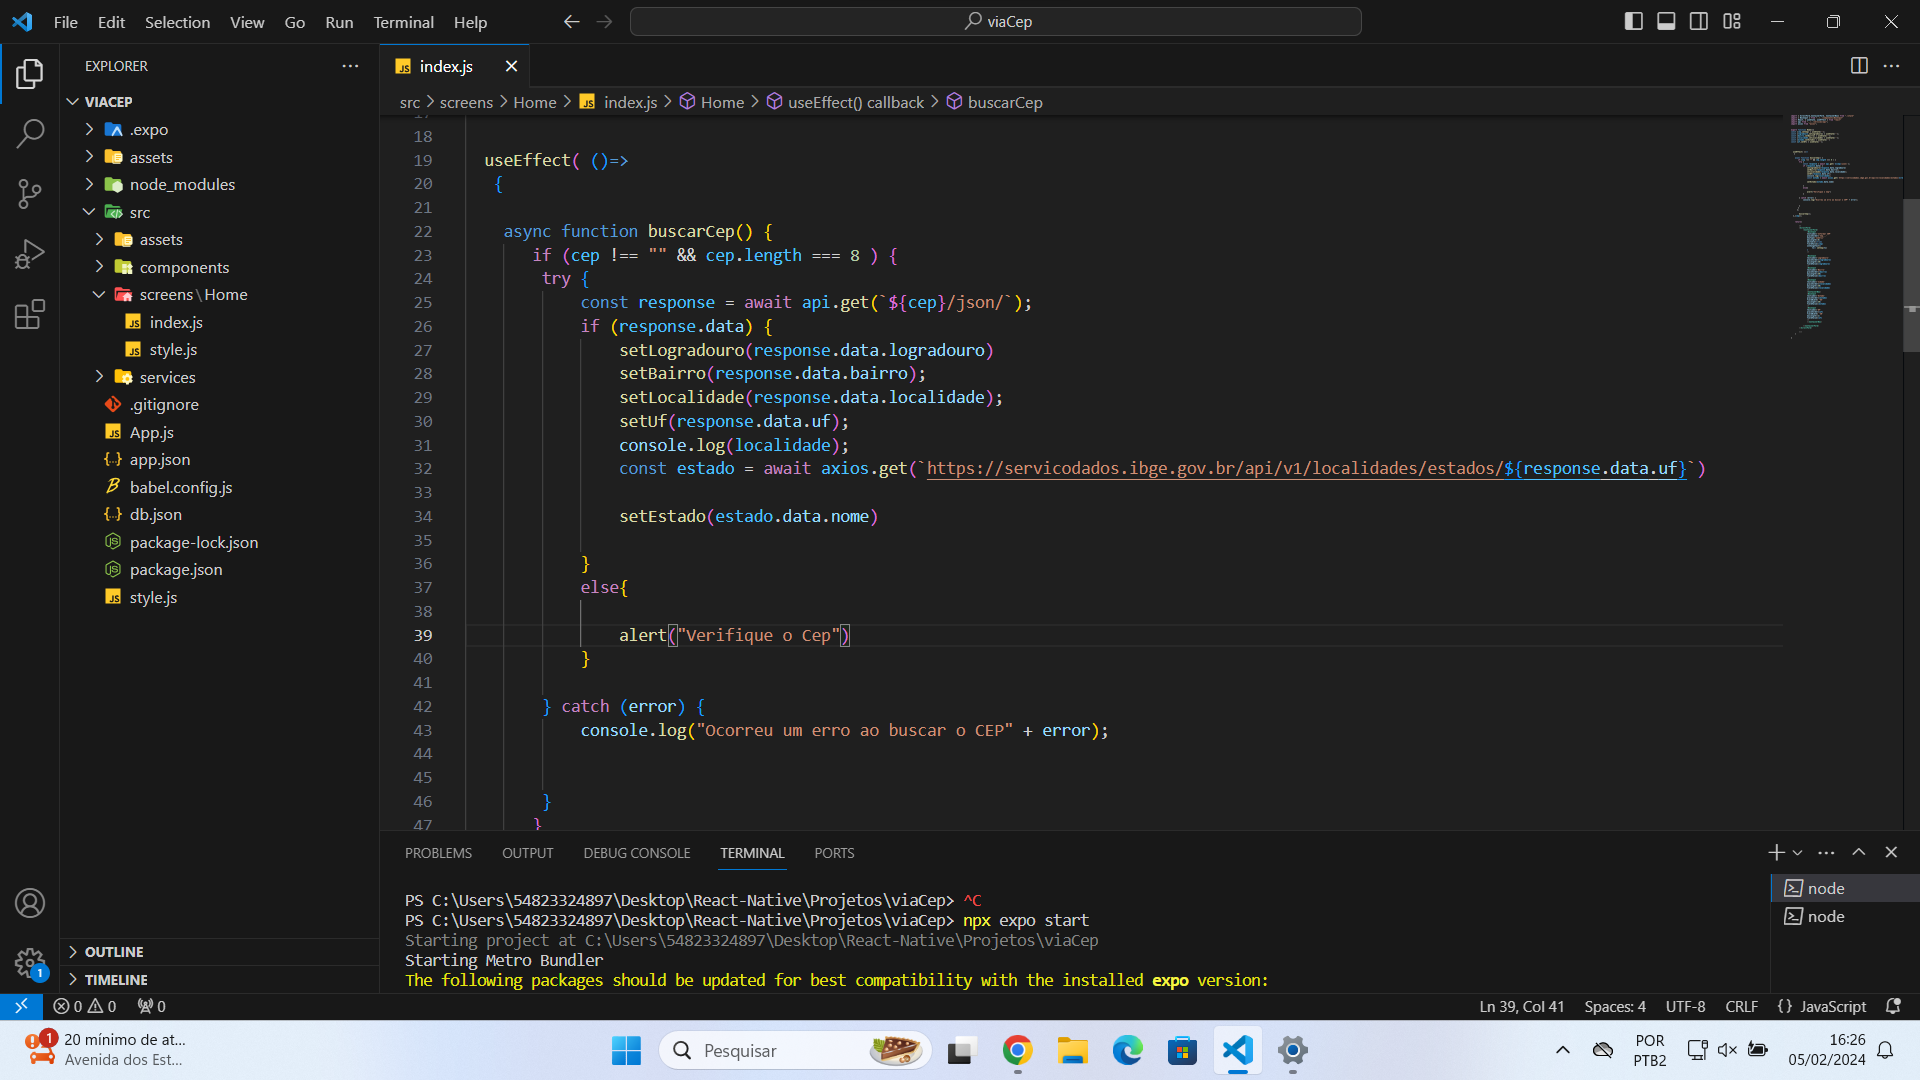 File Edit Selection View Go Run Terminal Help
viaCep
EXPLORER
index.js
VIACEP
src > screens > Home > index.js > Home > useEffect() callback > buscarCep
.expo
assets
node_modules
src
assets
components
screens\Home
index.js
style.js
services
.gitignore
App.js
app.json
babel.config.js
db.json
package-lock.json
package.json
style.js
OUTLINE
TIMELINE
17
18
19 useEffect( ()=>
20 {
21
22 async function buscarCep() {
23 if (cep !== "" && cep.length === 8 ) {
24 try {
25 const response = await api.get(`${cep}/json/`);
26 if (response.data) {
27 setLogradouro(response.data.logradouro)
28 setBairro(response.data.bairro);
29 setLocalidade(response.data.localidade);
30 setUf(response.data.uf);
31 console.log(localidade);
32 const estado = await axios.get(`https://servicodados.ibge.gov.br/api/v1/localidades/estados/${response.data.uf}`)
33
34 setEstado(estado.data.nome)
35
36 }
37 else{
38
39 alert("Verifique o Cep")
40 }
41
42 } catch (error) {
43 console.log("Ocorreu um erro ao buscar o CEP" + error);
44
45
46 }
47 }
PROBLEMS OUTPUT DEBUG CONSOLE TERMINAL PORTS
PS C:\Users\54823324897\Desktop\React-Native\Projetos\viaCep> ^C
PS C:\Users\54823324897\Desktop\React-Native\Projetos\viaCep> npx expo start
Starting project at C:\Users\54823324897\Desktop\React-Native\Projetos\viaCep
Starting Metro Bundler
The following packages should be updated for best compatibility with the installed expo version:
node
node
1
0 0 0
Ln 39, Col 41 Spaces: 4 UTF-8 CRLF {} JavaScript
1
20 mínimo de at...
Avenida dos Est...
Pesquisar
POR
PTB2
16:26
05/02/2024